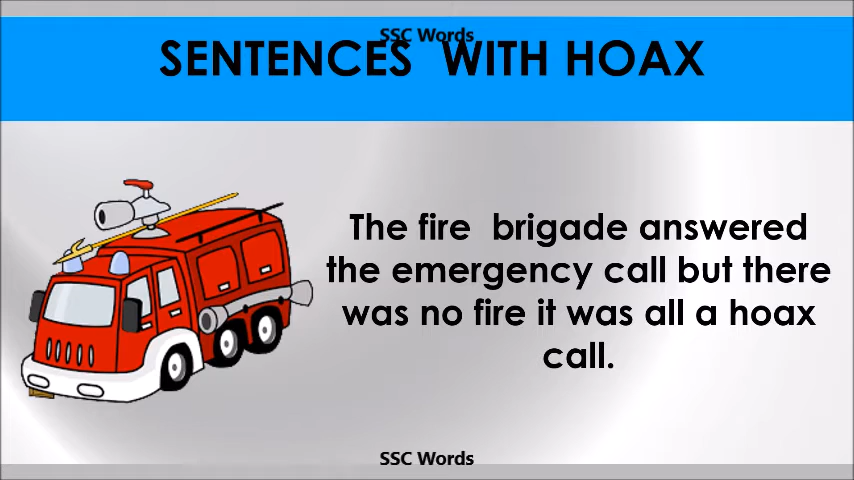 SSC Words
SENTENCES WITH HOAX
The fire brigade answered
the emergency call but there
was no fire it was all a hoax
call.
SSC Words